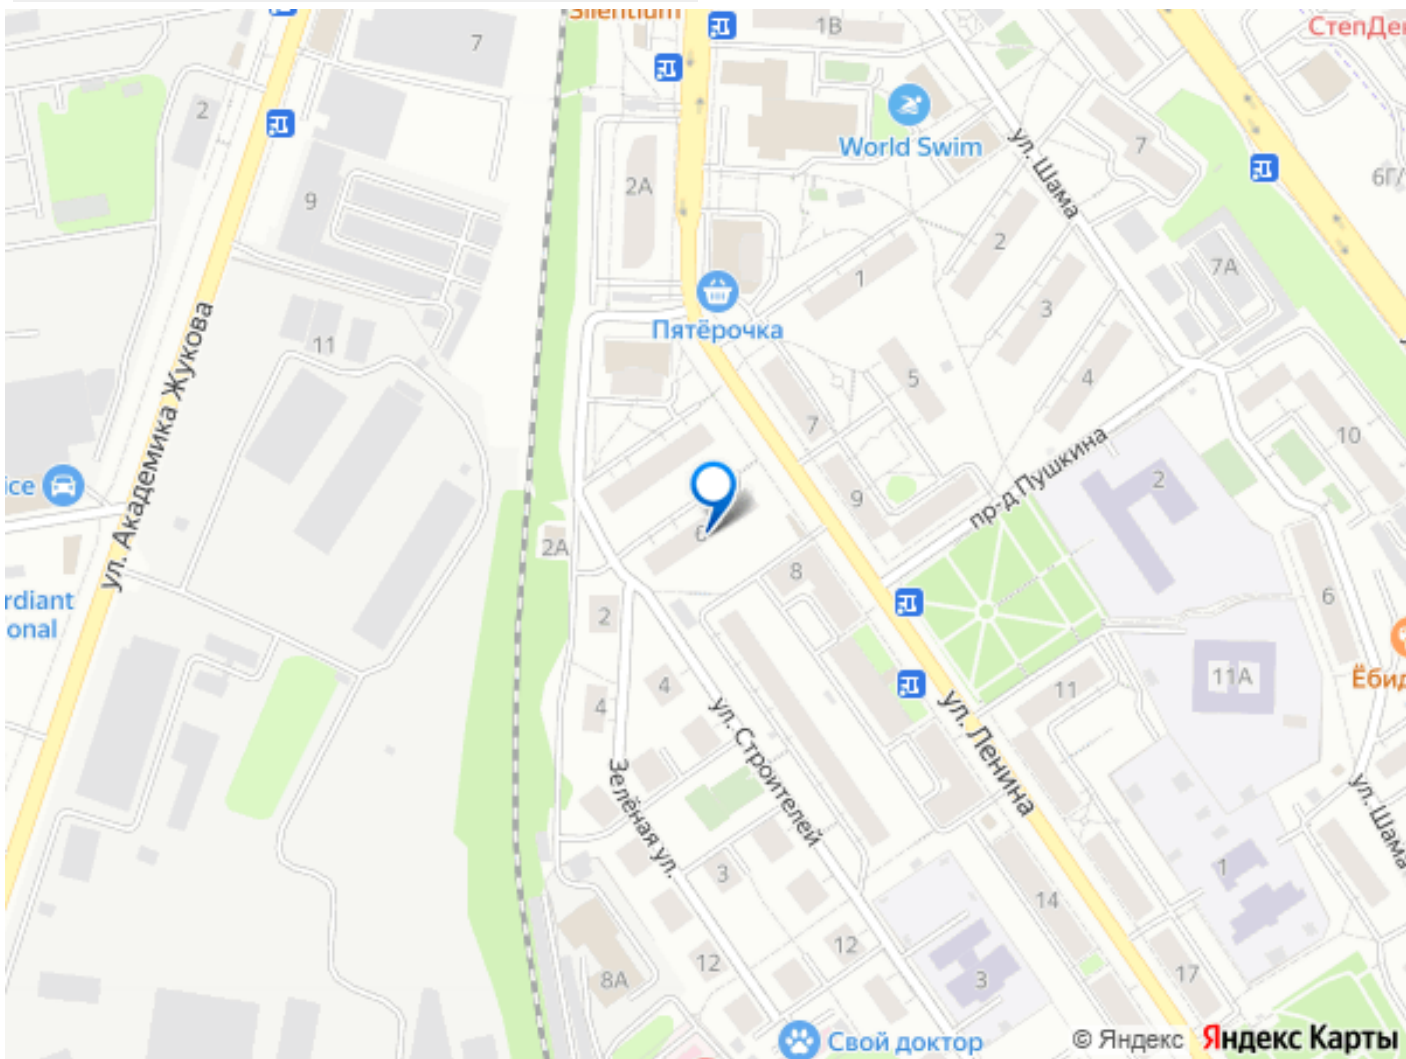 Silentium
1В
7
СтепДе
2
World Swim
ул. Шама
7
6Г/
2А
9
2
7А
1
3
Пятёрочка
11
5
4
ул. Академика Жукова
7
10
пр-д Пушкина
2
ice
9
6
2А
8
6
rdiant
onal
2
4
11
11А
Ёбид
4
ул. Ленина
ул. Строителей
Зелёная ул.
ул. Шама
3
1
14
12
12
17
8А
3
Свой доктор
© Яндекс Яндекс Карты